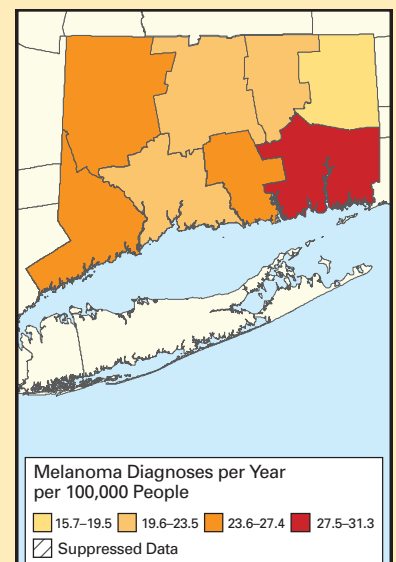 Melanoma Diagnoses per Year
per 100,000 People
15.7–19.5 19.6–23.5 23.6–27.4 27.5–31.3
Suppressed Data